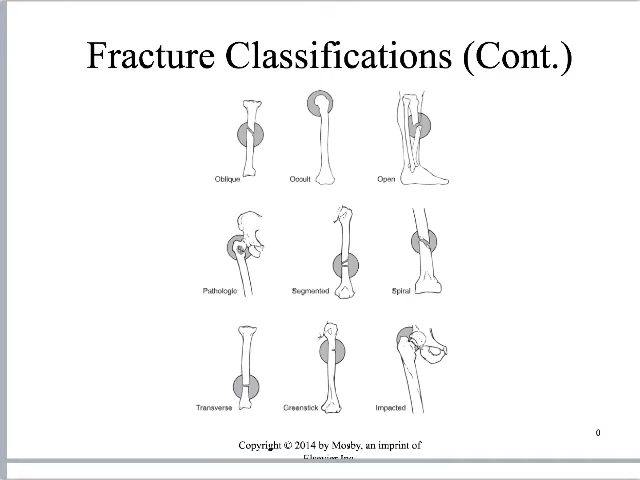 Fracture Classifications (Cont.)
Oblique
Occult
Open
Pathologic
Segmented
Spiral
Transverse
Greenstick
Impacted
0
Copyright © 2014 by Mosby, an imprint of
Elsevier Inc.